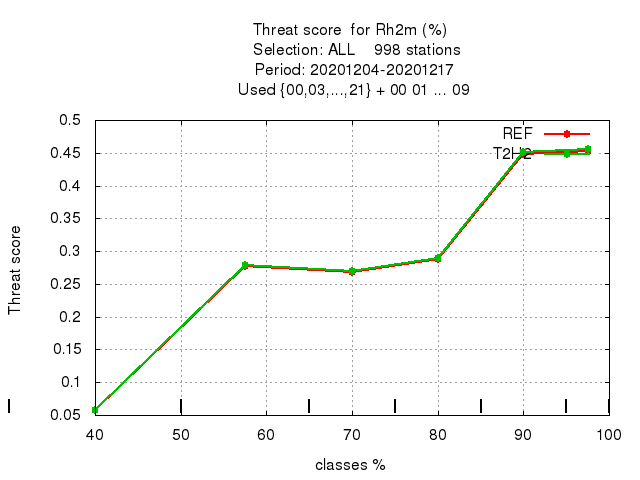 Threat score  for Rh2m (%)
Selection: ALL    998 stations
Period: 20201204-20201217
Used {00,03,...,21} + 00 01 ... 09
0.5
0.45
0.4
0.35
0.3
0.25
0.2
0.15
0.1
0.05
Threat score
REF
T2H2
40 50 60 70 80 90 100
classes %